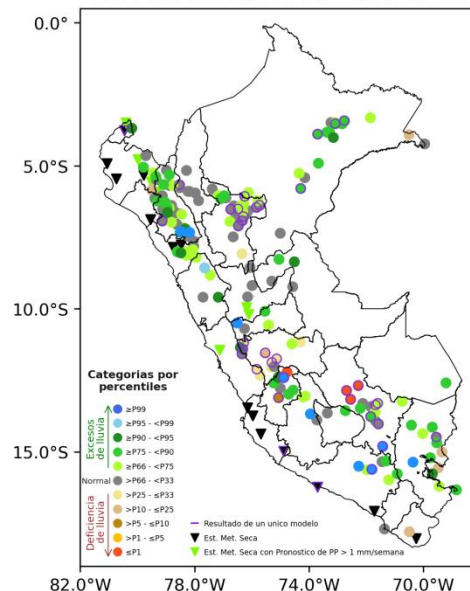 0.0°
5.0°S
10.0°S
15.0°S
Categorias por
percentiles
Excesos
de lluvia
Normal
Deficiencia
de lluvia
≥P99
≥P95 - <P99
≥P90 - <P95
≥P75 - <P90
≥P66 - <P75
>P33 - <P66
>P25 - ≤P33
>P10 - ≤P25
>P5 - ≤P10
>P1 - ≤P5
≤P1
Resultado de un unico modelo
Est. Met. Seca
Est. Met. Seca con Pronostico de PP > 1 mm/semana
82.0°W
78.0°W
74.0°W
70.0°W